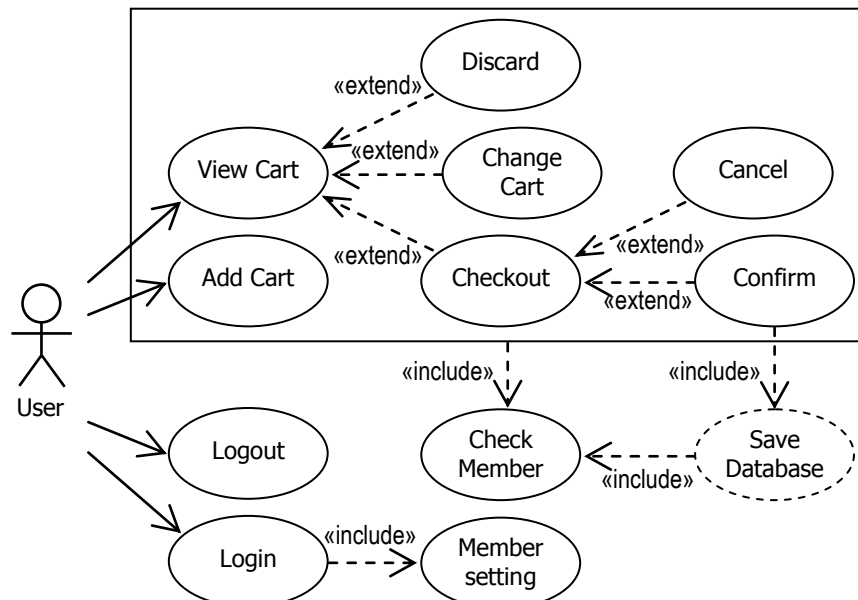 Discard
«extend»
View Cart
«extend»
Change
Cart
Cancel
«extend»
«extend»
Add Cart
Checkout
Confirm
«extend»
User
«include»
«include»
Logout
Check
Member
Save
Database
«include»
Login
«include»
Member
setting